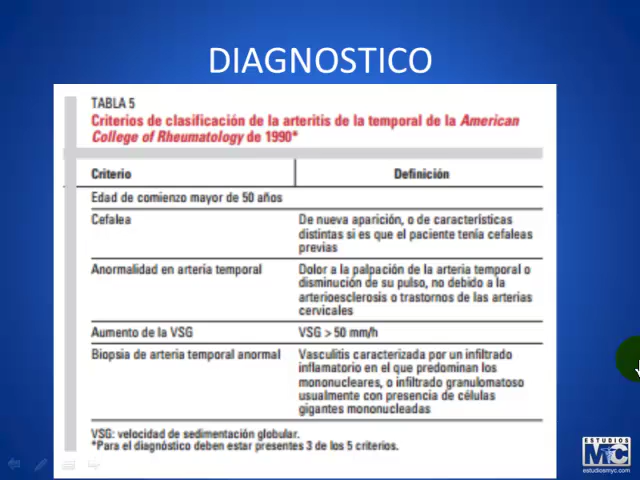 DIAGNOSTICO
TABLA 5
Criterios de clasificación de la arteritis de la temporal de la American
College of Rheumatology de 1990*
Criterio
Definición
Edad de comienzo mayor de 50 años
Cefalea
De nueva aparición, o de características
distintas si es que el paciente tenía cefaleas
previas
Anormalidad en arteria temporal
Dolor a la palpación de la arteria temporal o
disminución de su pulso, no debido a la
arterioesclerosis o trastornos de las arterias
cervicales
Aumento de la VSG
VSG > 50 mm/h
Biopsia de arteria temporal anormal
Vasculitis caracterizada por un infiltrado
inflamatorio en el que predominan los
mononucleares, o infiltrado granulomatoso
usualmente con presencia de células
gigantes mononucleadas
VSG: velocidad de sedimentación globular.
*Para el diagnóstico deben estar presentes 3 de los 5 criterios.
ESTUDIOS
MyC
estudiosmyc.com